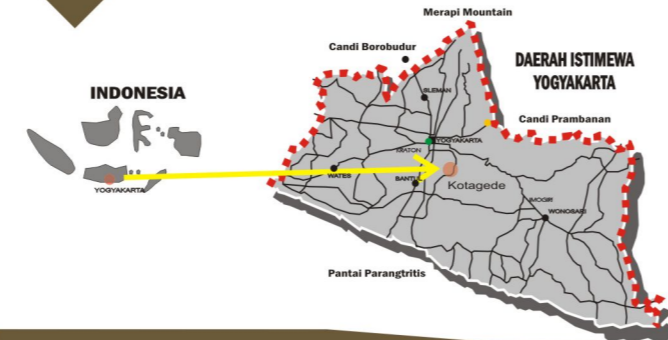 Merapi Mountain
Candi Borobudur
DAERAH ISTIMEWA
YOGYAKARTA
INDONESIA
SLEMAN
Candi Prambanan
YOGYAKARTA
WATES
BANTUL
Kotagede
YOGYAKARTA
IMOGIRI
WONOSARI
Pantai Parangtritis